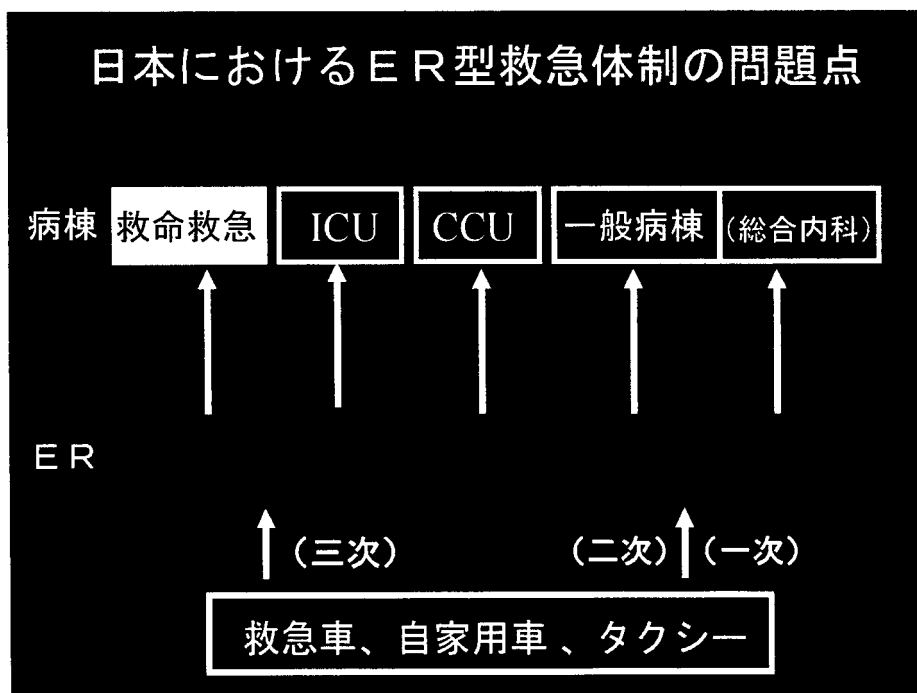 日本におけるＥＲ型救急体制の問題点
病棟 救命救急 ICU CCU 一般病棟 (総合内科)
ＥＲ
(三次) (二次) (一次)
救急車、自家用車、タクシー